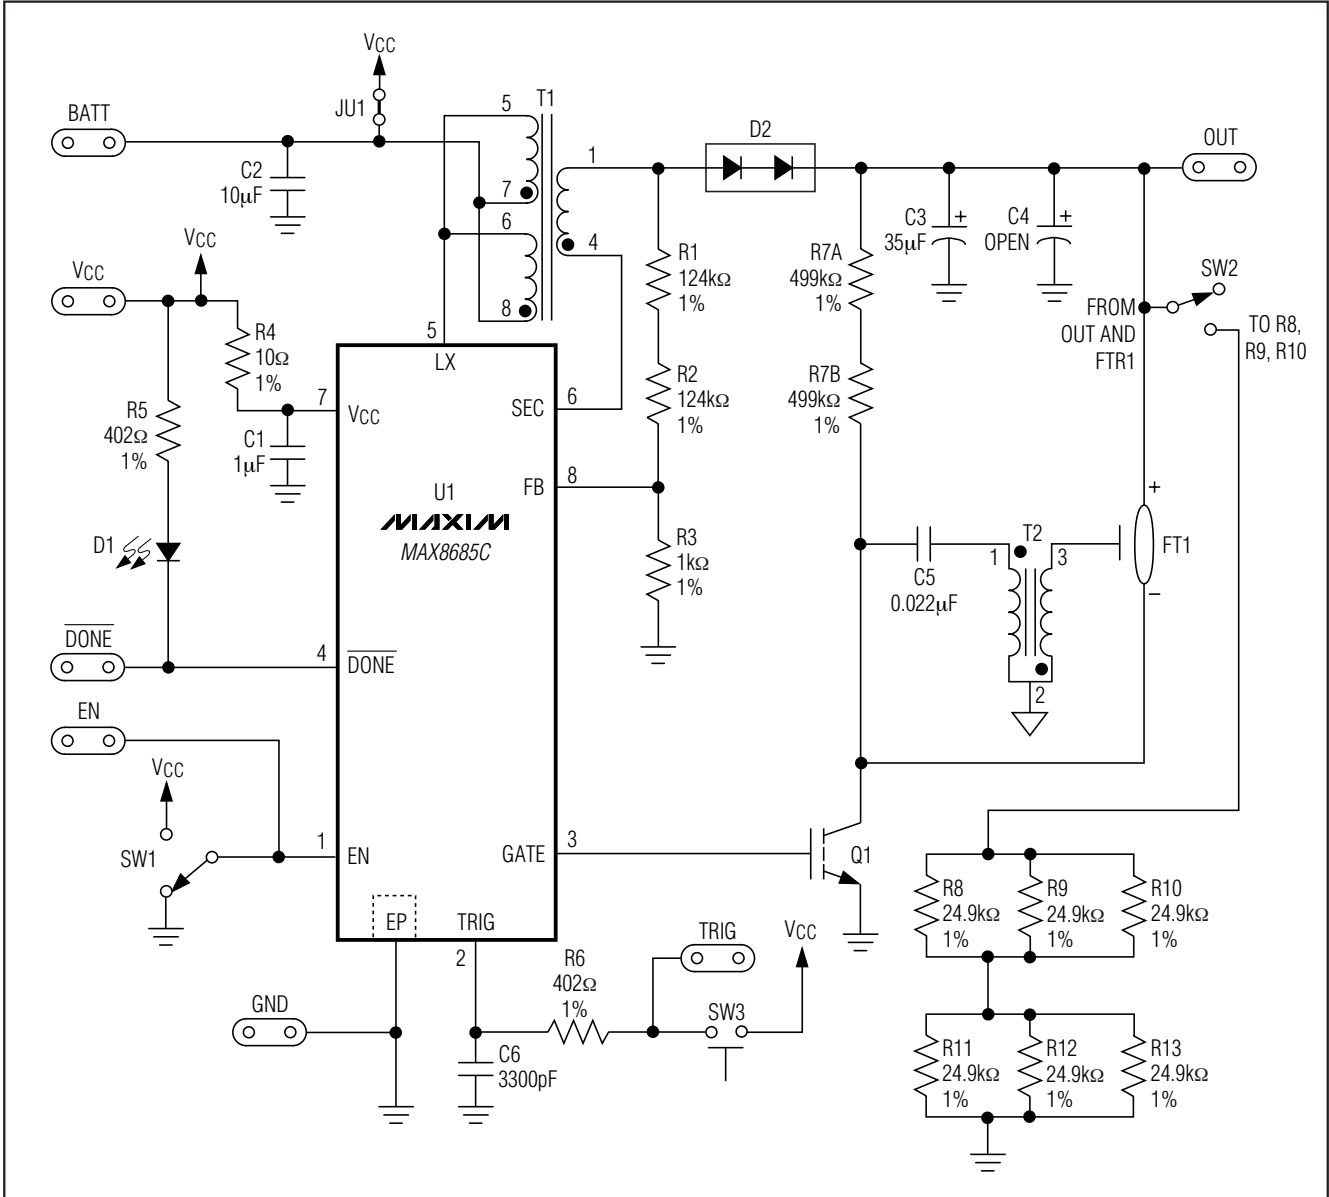 VCC
JU1
BATT
C2
10µF
5
T1
7
6
8
1
4
D2
OUT
C3
35µF
+
C4
OPEN
+
R1
124kΩ
1%
R7A
499kΩ
1%
SW2
FROM
OUT AND
FTR1
TO R8,
R9, R10
VCC
VCC
R4
10Ω
1%
R5
402Ω
1%
C1
1µF
7
VCC
5
LX
SEC
6
R2
124kΩ
1%
R7B
499kΩ
1%
FB
8
U1
MAXIM
MAX8685C
R3
1kΩ
1%
D1
C5
0.022µF
1
T2
3
2
+
FT1
–
DONE
4
DONE
EN
VCC
SW1
1
EN
GATE
3
Q1
EP
TRIG
2
GND
C6
3300pF
R6
402Ω
1%
TRIG
SW3
VCC
R8
24.9kΩ
1%
R9
24.9kΩ
1%
R10
24.9kΩ
1%
R11
24.9kΩ
1%
R12
24.9kΩ
1%
R13
24.9kΩ
1%